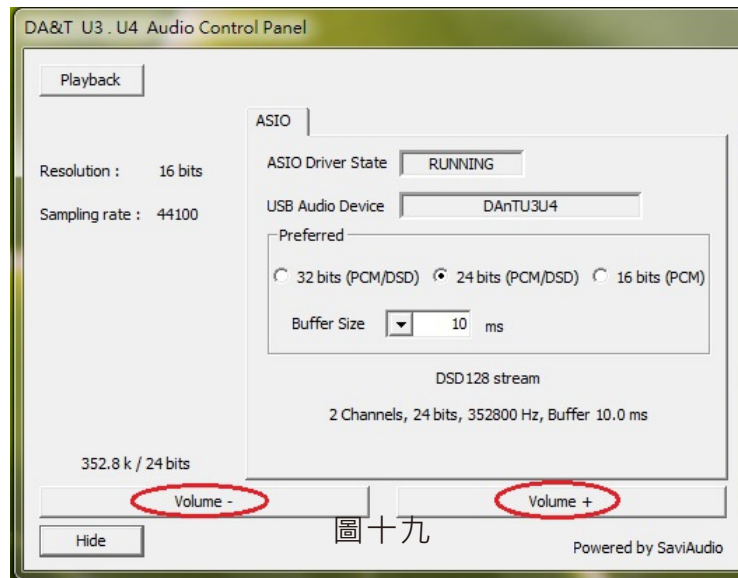 DA&T U3 . U4 Audio Control Panel
Playback
ASIO
Resolution : 16 bits
Sampling rate : 44100
ASIO Driver State RUNNING
USB Audio Device DAnTU3U4
Preferred
32 bits (PCM/DSD) 24 bits (PCM/DSD) 16 bits (PCM)
Buffer Size 10 ms
DSD128 stream
2 Channels, 24 bits, 352800 Hz, Buffer 10.0 ms
352.8 k / 24 bits
Volume - Volume +
Hide
圖十九
Powered by SaviAudio